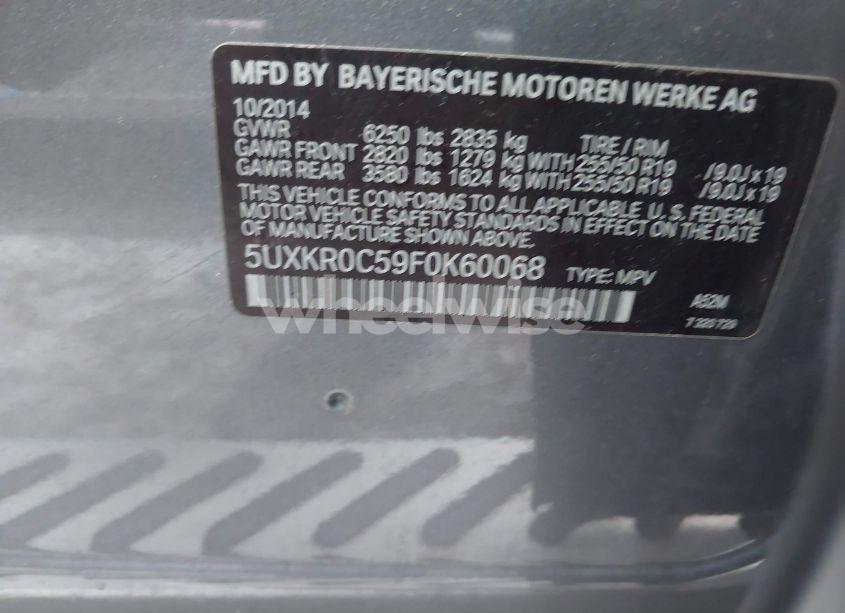 MFD BY BAYERISCHE MOTOREN WERKE AG
10/2014
GVWR 6250 lbs 2835 kg TIRE / RIM
GAWR FRONT 2820 lbs 1279 kg WITH 255/50 R19 /9.0J x 19
GAWR REAR 3580 lbs 1624 kg WITH 255/50 R19 /9.0J x 19
THIS VEHICLE CONFORMS TO ALL APPLICABLE U. S. FEDERAL
MOTOR VEHICLE SAFETY STANDARDS IN EFFECT ON THE DATE
OF MANUFACTURE SHOWN ABOVE.
5UXKR0C59F0K60068 TYPE: MPV
A52M
wheelwise